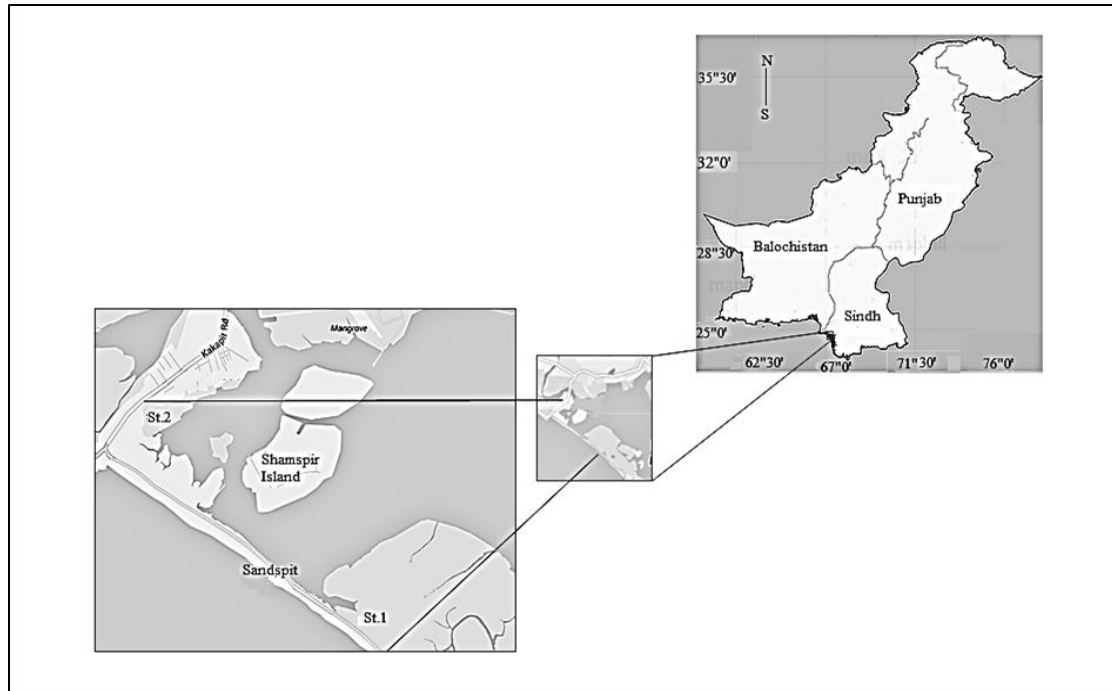 N
S
35"30'
32"0'
28"30'
25"0'
62"30'
67"0'
71"30'
76"0'
Punjab
Balochistan
Sindh
Kakapir Rd
Mangrove
St.2
Shamspir
Island
Sandspit
St.1